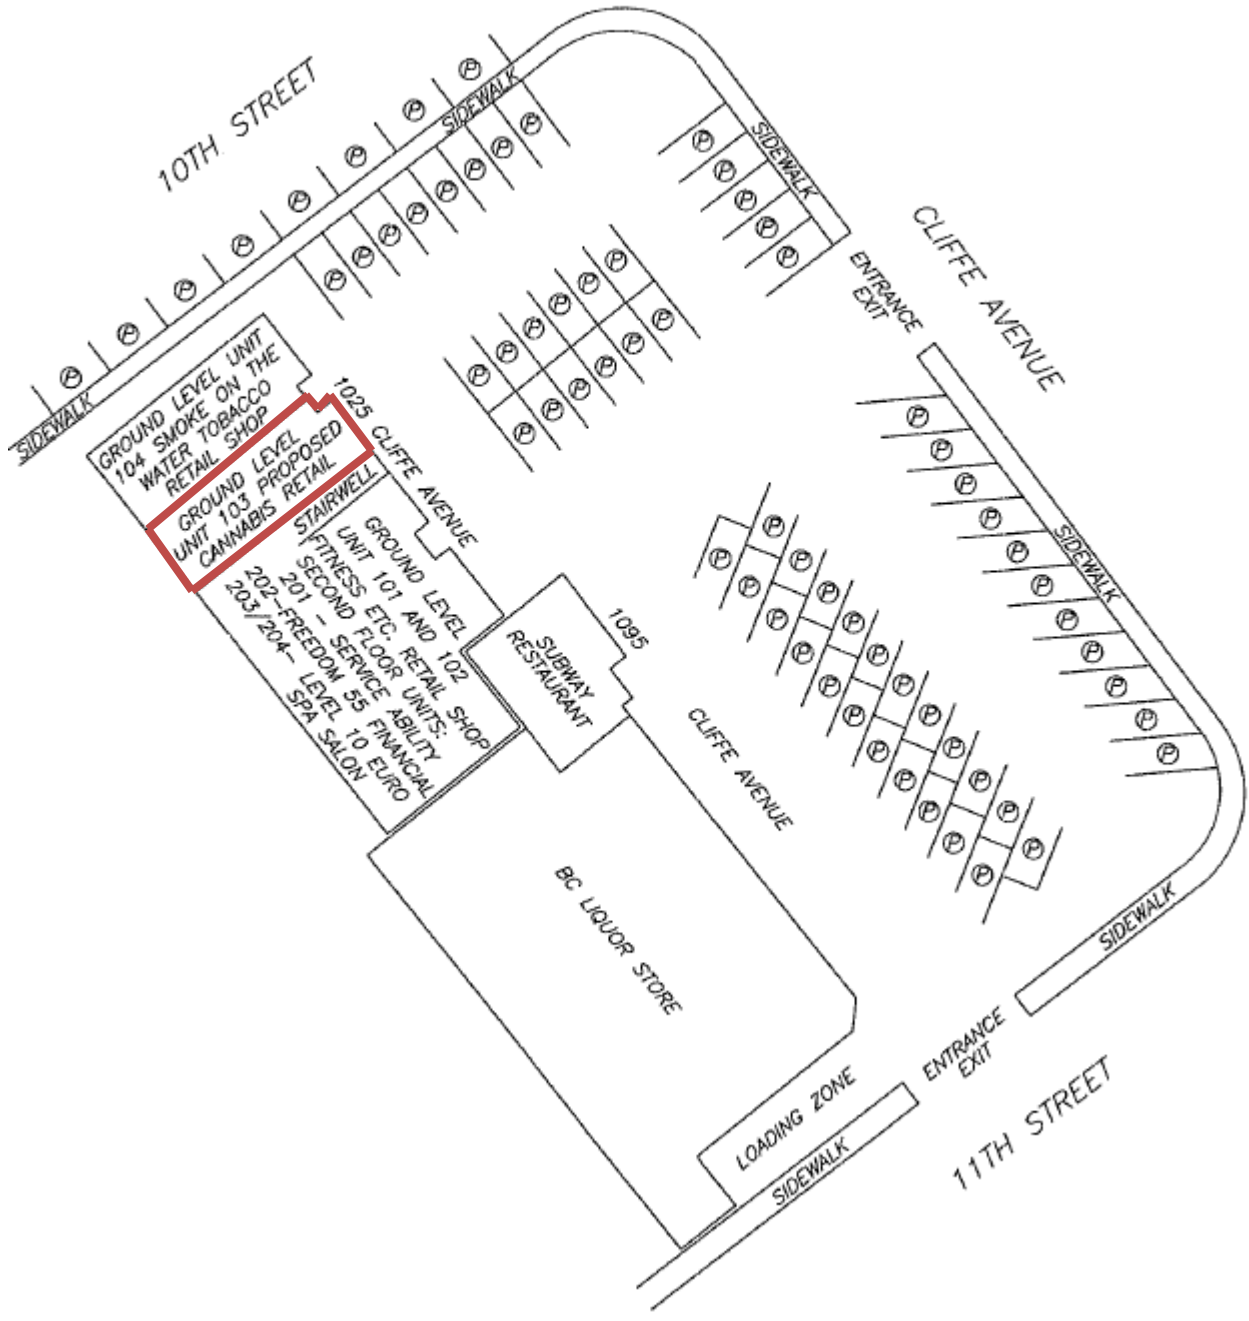 10TH STREET
P P P P P P P P
SIDEWALK
P P P P P P P P
SIDEWALK
SIDEWALK
P P P P P
CLIFFE AVENUE
ENTRANCE
EXIT
P P P P P P
P P P P P P
GROUND LEVEL UNIT
104 SMOKE ON THE
WATER TOBACCO
RETAIL SHOP
GROUND LEVEL
UNIT 103 PROPOSED
CANNABIS RETAIL
STAIRWELL
1025 CLIFFE AVENUE
GROUND LEVEL
UNIT 101 AND 102
FITNESS ETC. RETAIL SHOP
SECOND FLOOR UNITS:
201 - SERVICE ABILITY
202-FREEDOM 55 FINANCIAL
203/204- LEVEL 10 EURO
SPA SALON
SUBWAY
RESTAURANT
1095
CLIFFE AVENUE
P P P P P P P P P P P
P P P P P P P P P P P
P P P P P P P P P P P
SIDEWALK
BC LIQUOR STORE
SIDEWALK
ENTRANCE
EXIT
LOADING ZONE
SIDEWALK
11TH STREET